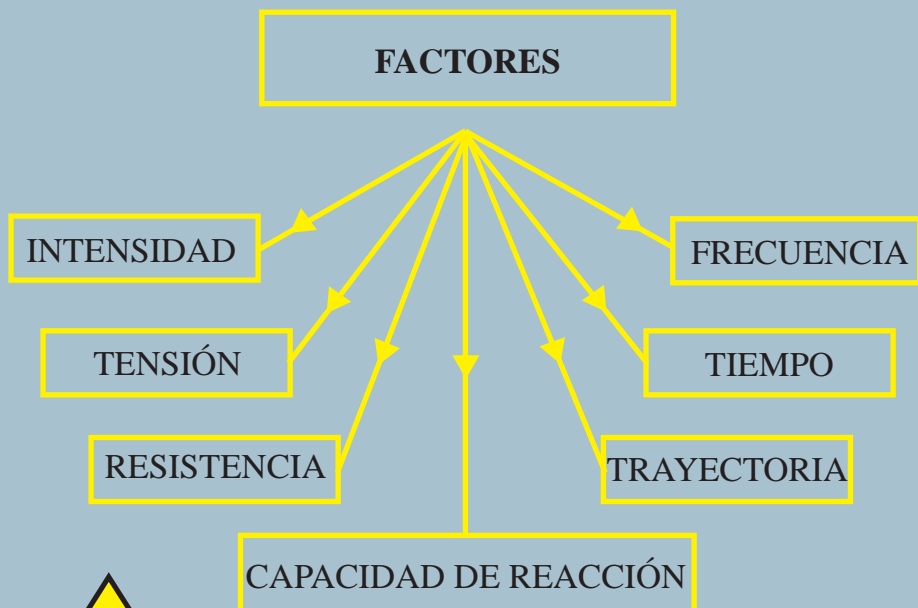 FACTORES
INTENSIDAD
FRECUENCIA
TENSIÓN
TIEMPO
RESISTENCIA
TRAYECTORIA
CAPACIDAD DE REACCIÓN